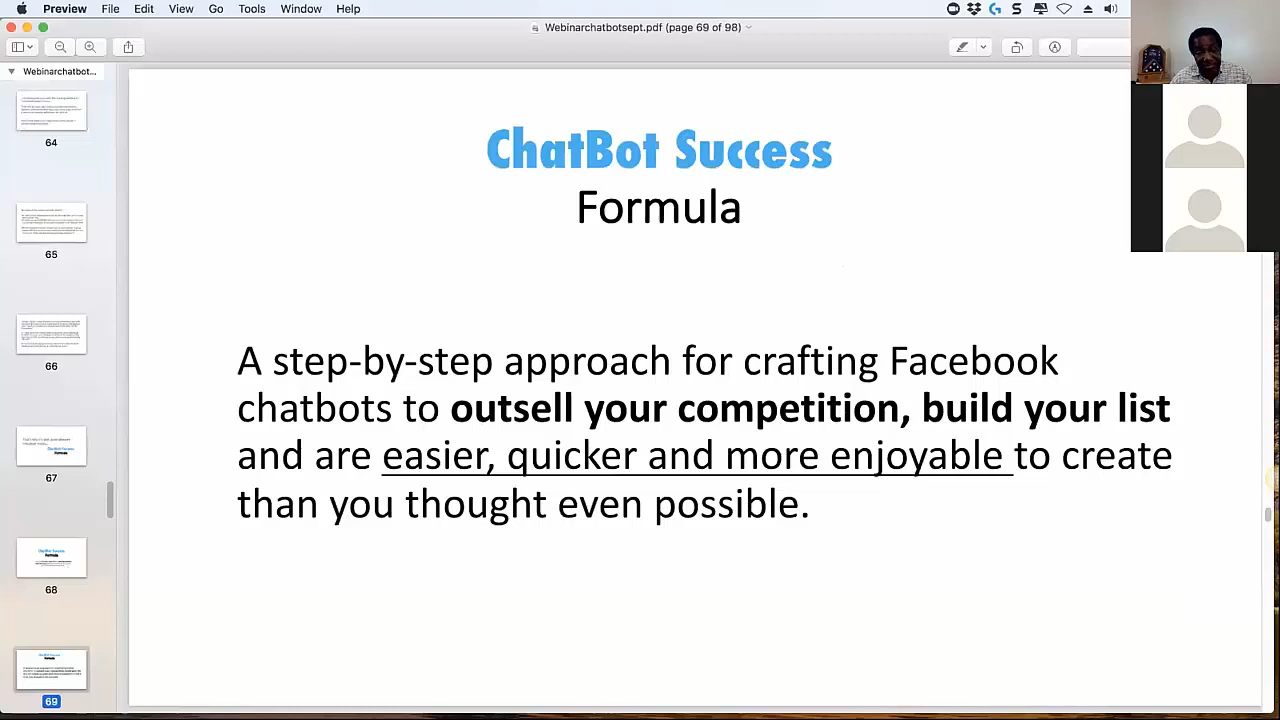 Preview File Edit View Go Tools Window Help
Webinarchatbotsept.pdf (page 69 of 98)
Webinarchatbot...
64
65
66
67
68
69
ChatBot Success
Formula
A step-by-step approach for crafting Facebook
chatbots to outsell your competition, build your list
and are easier, quicker and more enjoyable to create
than you thought even possible.